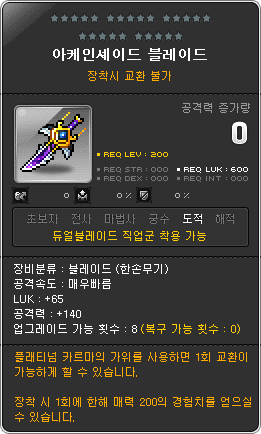 아케인셰이드 블레이드
장착시 교환 불가
공격력 증가량
0
REQ LEV : 200
REQ STR : 000
REQ LUK : 600
REQ DEX : 000
REQ INT : 000
0 0 % 0 %
초보자 전사 마법사 궁수 도적 해적
듀얼블레이드 직업군 착용 가능
장비분류 : 블레이드 (한손무기)
공격속도 : 매우빠름
LUK : +65
공격력 : +140
업그레이드 가능 횟수 : 8 (복구 가능 횟수 : 0)
플래티넘 카르마의 가위를 사용하면 1회 교환이
가능하게 할 수 있습니다.
장착 시 1회에 한해 매력 200의 경험치를 얻으실
수 있습니다.